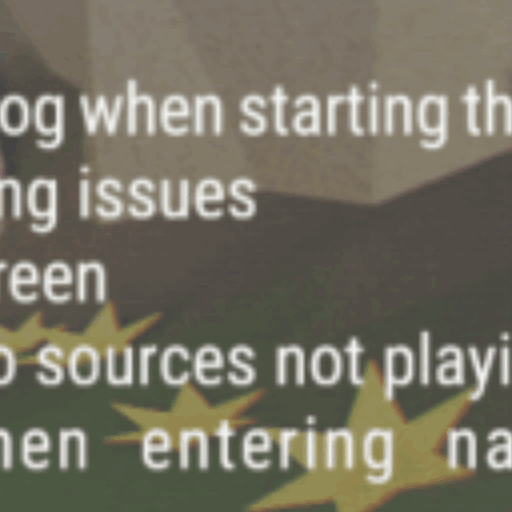 og when starting th
ng issues
reen
o sources not playi
hen entering na